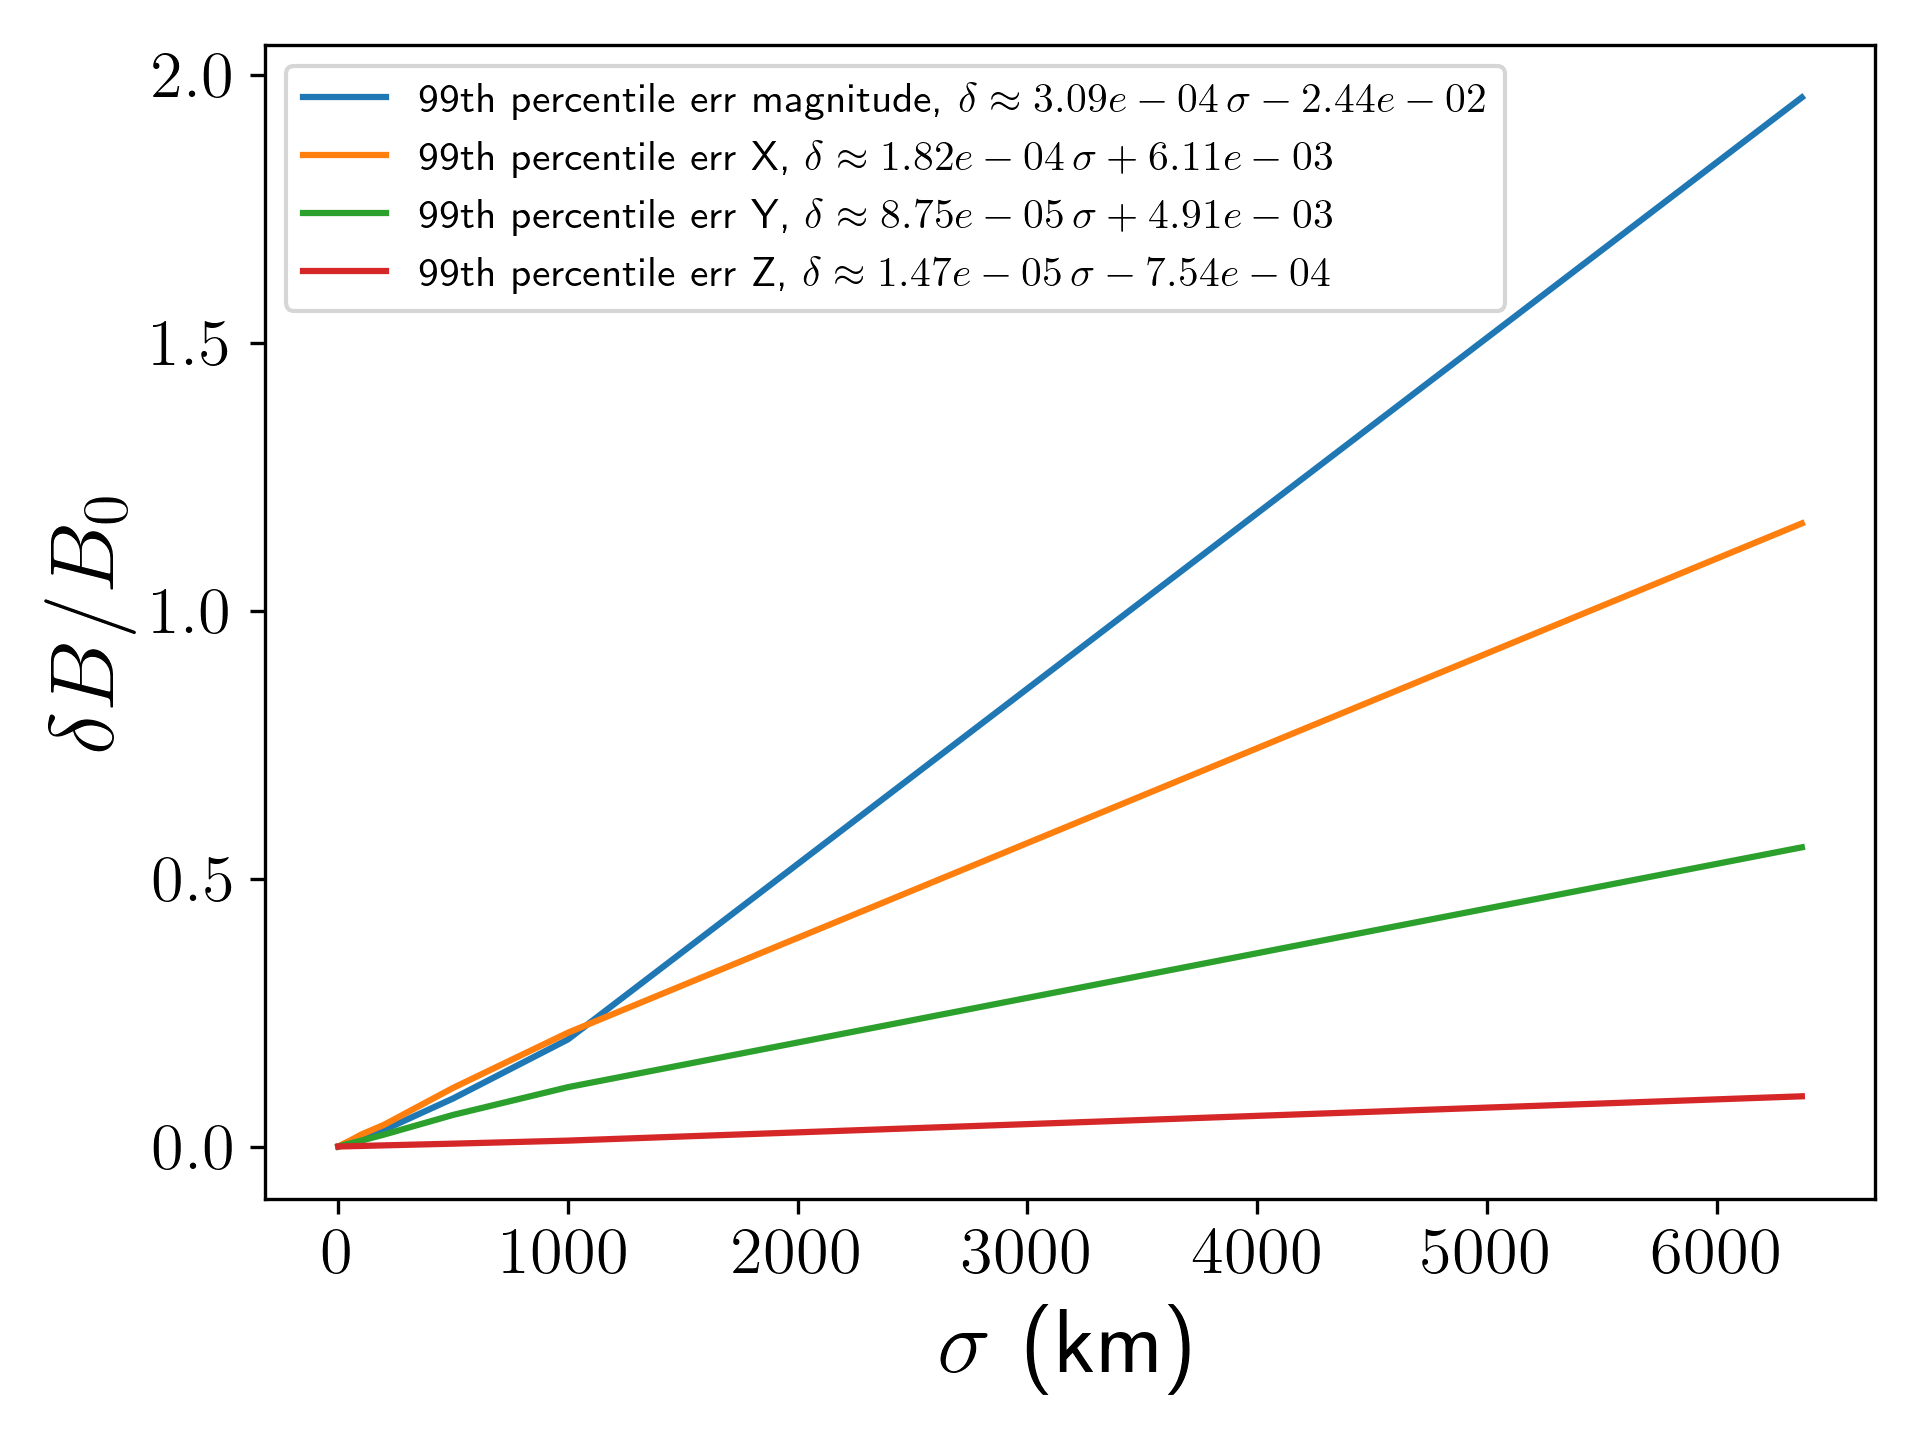 99th percentile err magnitude, δ ≈ 3.09e − 04 σ − 2.44e − 02
99th percentile err X, δ ≈ 1.82e − 04 σ + 6.11e − 03
99th percentile err Y, δ ≈ 8.75e − 05 σ + 4.91e − 03
99th percentile err Z, δ ≈ 1.47e − 05 σ − 7.54e − 04
2.0
1.5
1.0
0.5
0.0
δB/B₀
0 1000 2000 3000 4000 5000 6000
σ (km)